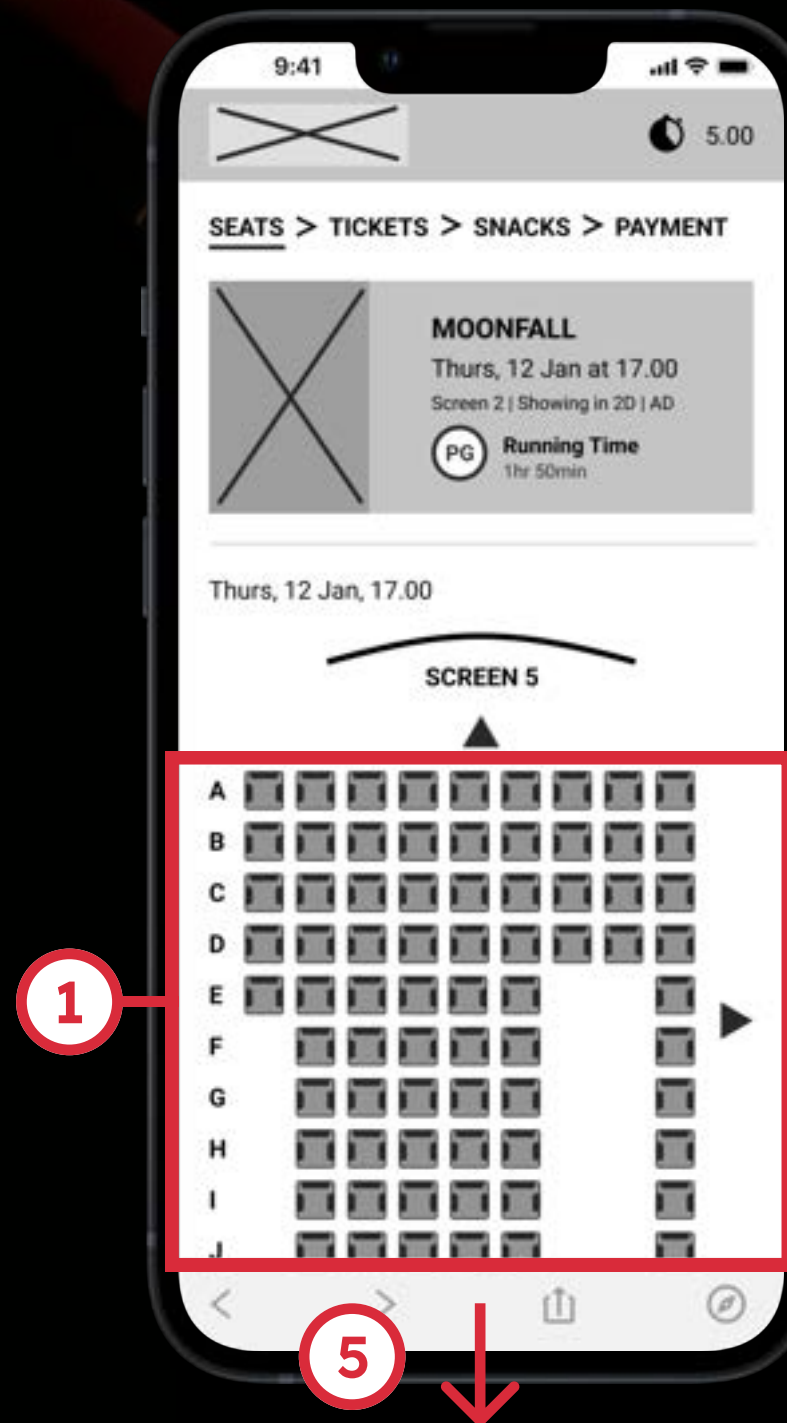 9:41
5.00
SEATS > TICKETS > SNACKS > PAYMENT
MOONFALL
Thurs, 12 Jan at 17.00
Screen 2 | Showing in 2D | AD
PG
Running Time
1hr 50min
Thurs, 12 Jan, 17.00
SCREEN 5
A
B
C
D
1
E
F
G
H
I
J
5